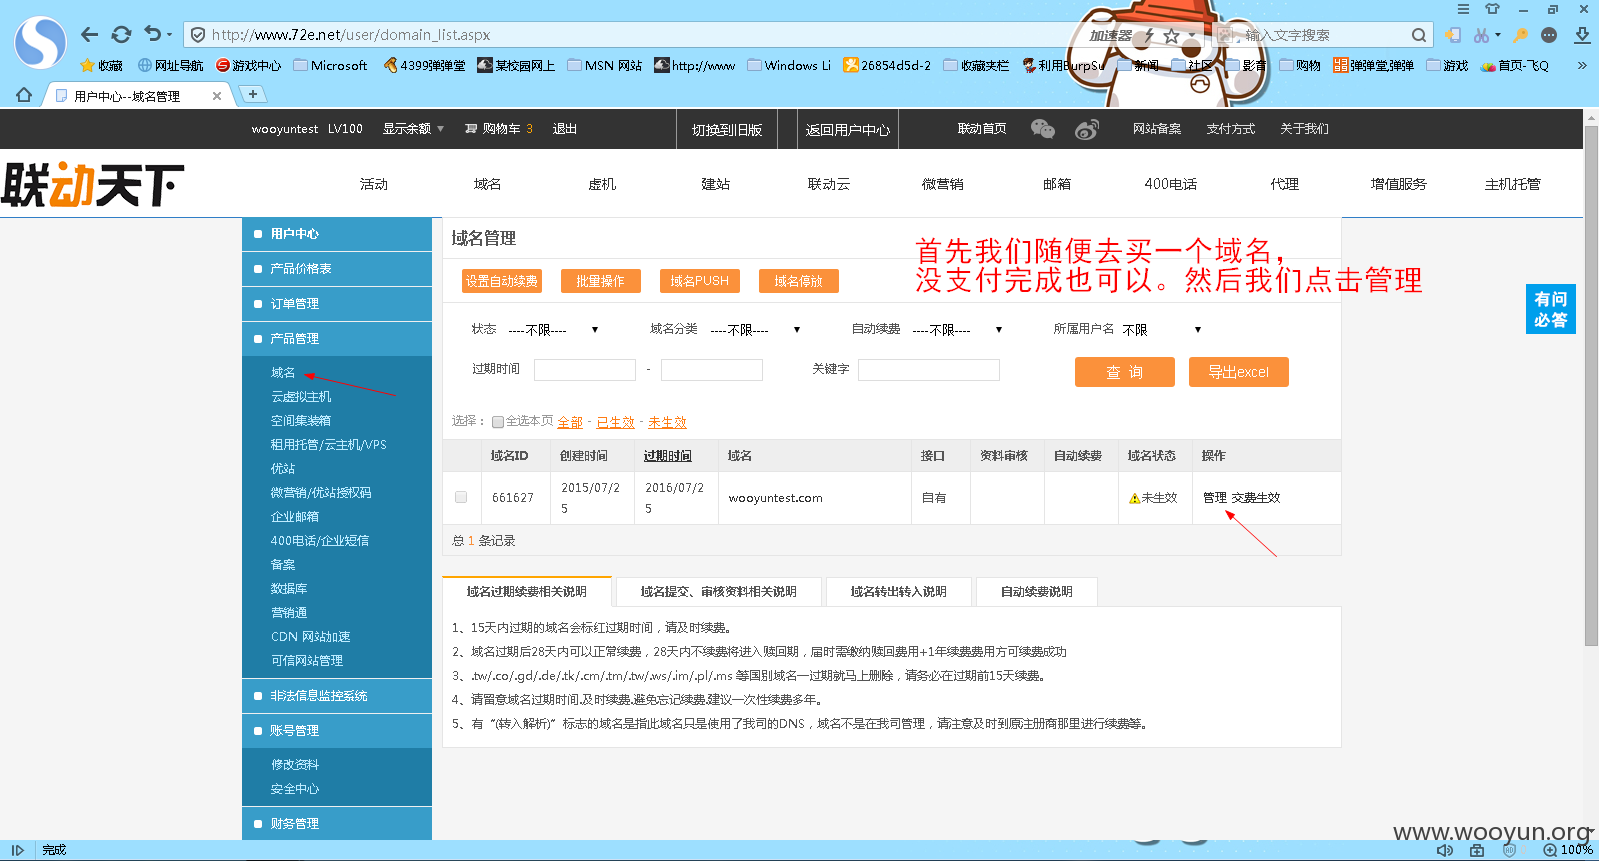 http://www.72e.net/user/domain_list.aspx
加速器
输入文字搜索
收藏 网址导航 游戏中心 Microsoft 4399弹弹堂 某校园网上 MSN 网站 http://www Windows Li 26854d5d-2 收藏夹栏 利用BurpSu 新闻 社区 影音 购物 弹弹堂,弹弹 游戏 首页-飞Q
用户中心--域名管理
wooyuntest LV100 显示余额 购物车 3 退出 切换到旧版 返回用户中心 联动首页 网站备案 支付方式 关于我们
联动天下
活动 域名 虚机 建站 联动云 微营销 邮箱 400电话 代理 增值服务 主机托管
用户中心
产品价格表
订单管理
产品管理
域名
云虚拟主机
空间集装箱
租用托管/云主机/VPS
优站
微营销/优站授权码
企业邮箱
400电话/企业短信
备案
数据库
营销通
CDN 网站加速
可信网站管理
非法信息监控系统
账号管理
修改资料
安全中心
财务管理
域名管理
首先我们随便去买一个域名，
没支付完成也可以。然后我们点击管理
设置自动续费 批量操作 域名PUSH 域名停放
有问
必答
状态 ----不限---- 域名分类 ----不限---- 自动续费 ----不限---- 所属用户名 不限
过期时间 - 关键字 查 询 导出excel
选择： 全选本页 全部 - 已生效 - 未生效
域名ID 创建时间 过期时间 域名 接口 资料审核 自动续费 域名状态 操作
661627 2015/07/25 2016/07/25 wooyuntest.com 自有 未生效 管理 交费生效
总 1 条记录
域名过期续费相关说明 域名提交、审核资料相关说明 域名转出转入说明 自动续费说明
1、15天内过期的域名会标红过期时间，请及时续费。
2、域名过期后28天内可以正常续费，28天内不续费将进入赎回期，届时需缴纳赎回费用+1年续费费用方可续费成功
3、.tw/.co/.gd/.de/.tk/.cm/.tm/.tw/.ws/.im/.pl/.ms 等国别域名一过期就马上删除，请务必在过期前15天续费。
4、请留意域名过期时间.及时续费.避免忘记续费.建议一次性续费多年。
5、有“(转入解析)”标志的域名是指此域名只是使用了我司的DNS，域名不是在我司管理，请注意及时到原注册商那里进行续费等。
www.wooyun.org
完成
100%